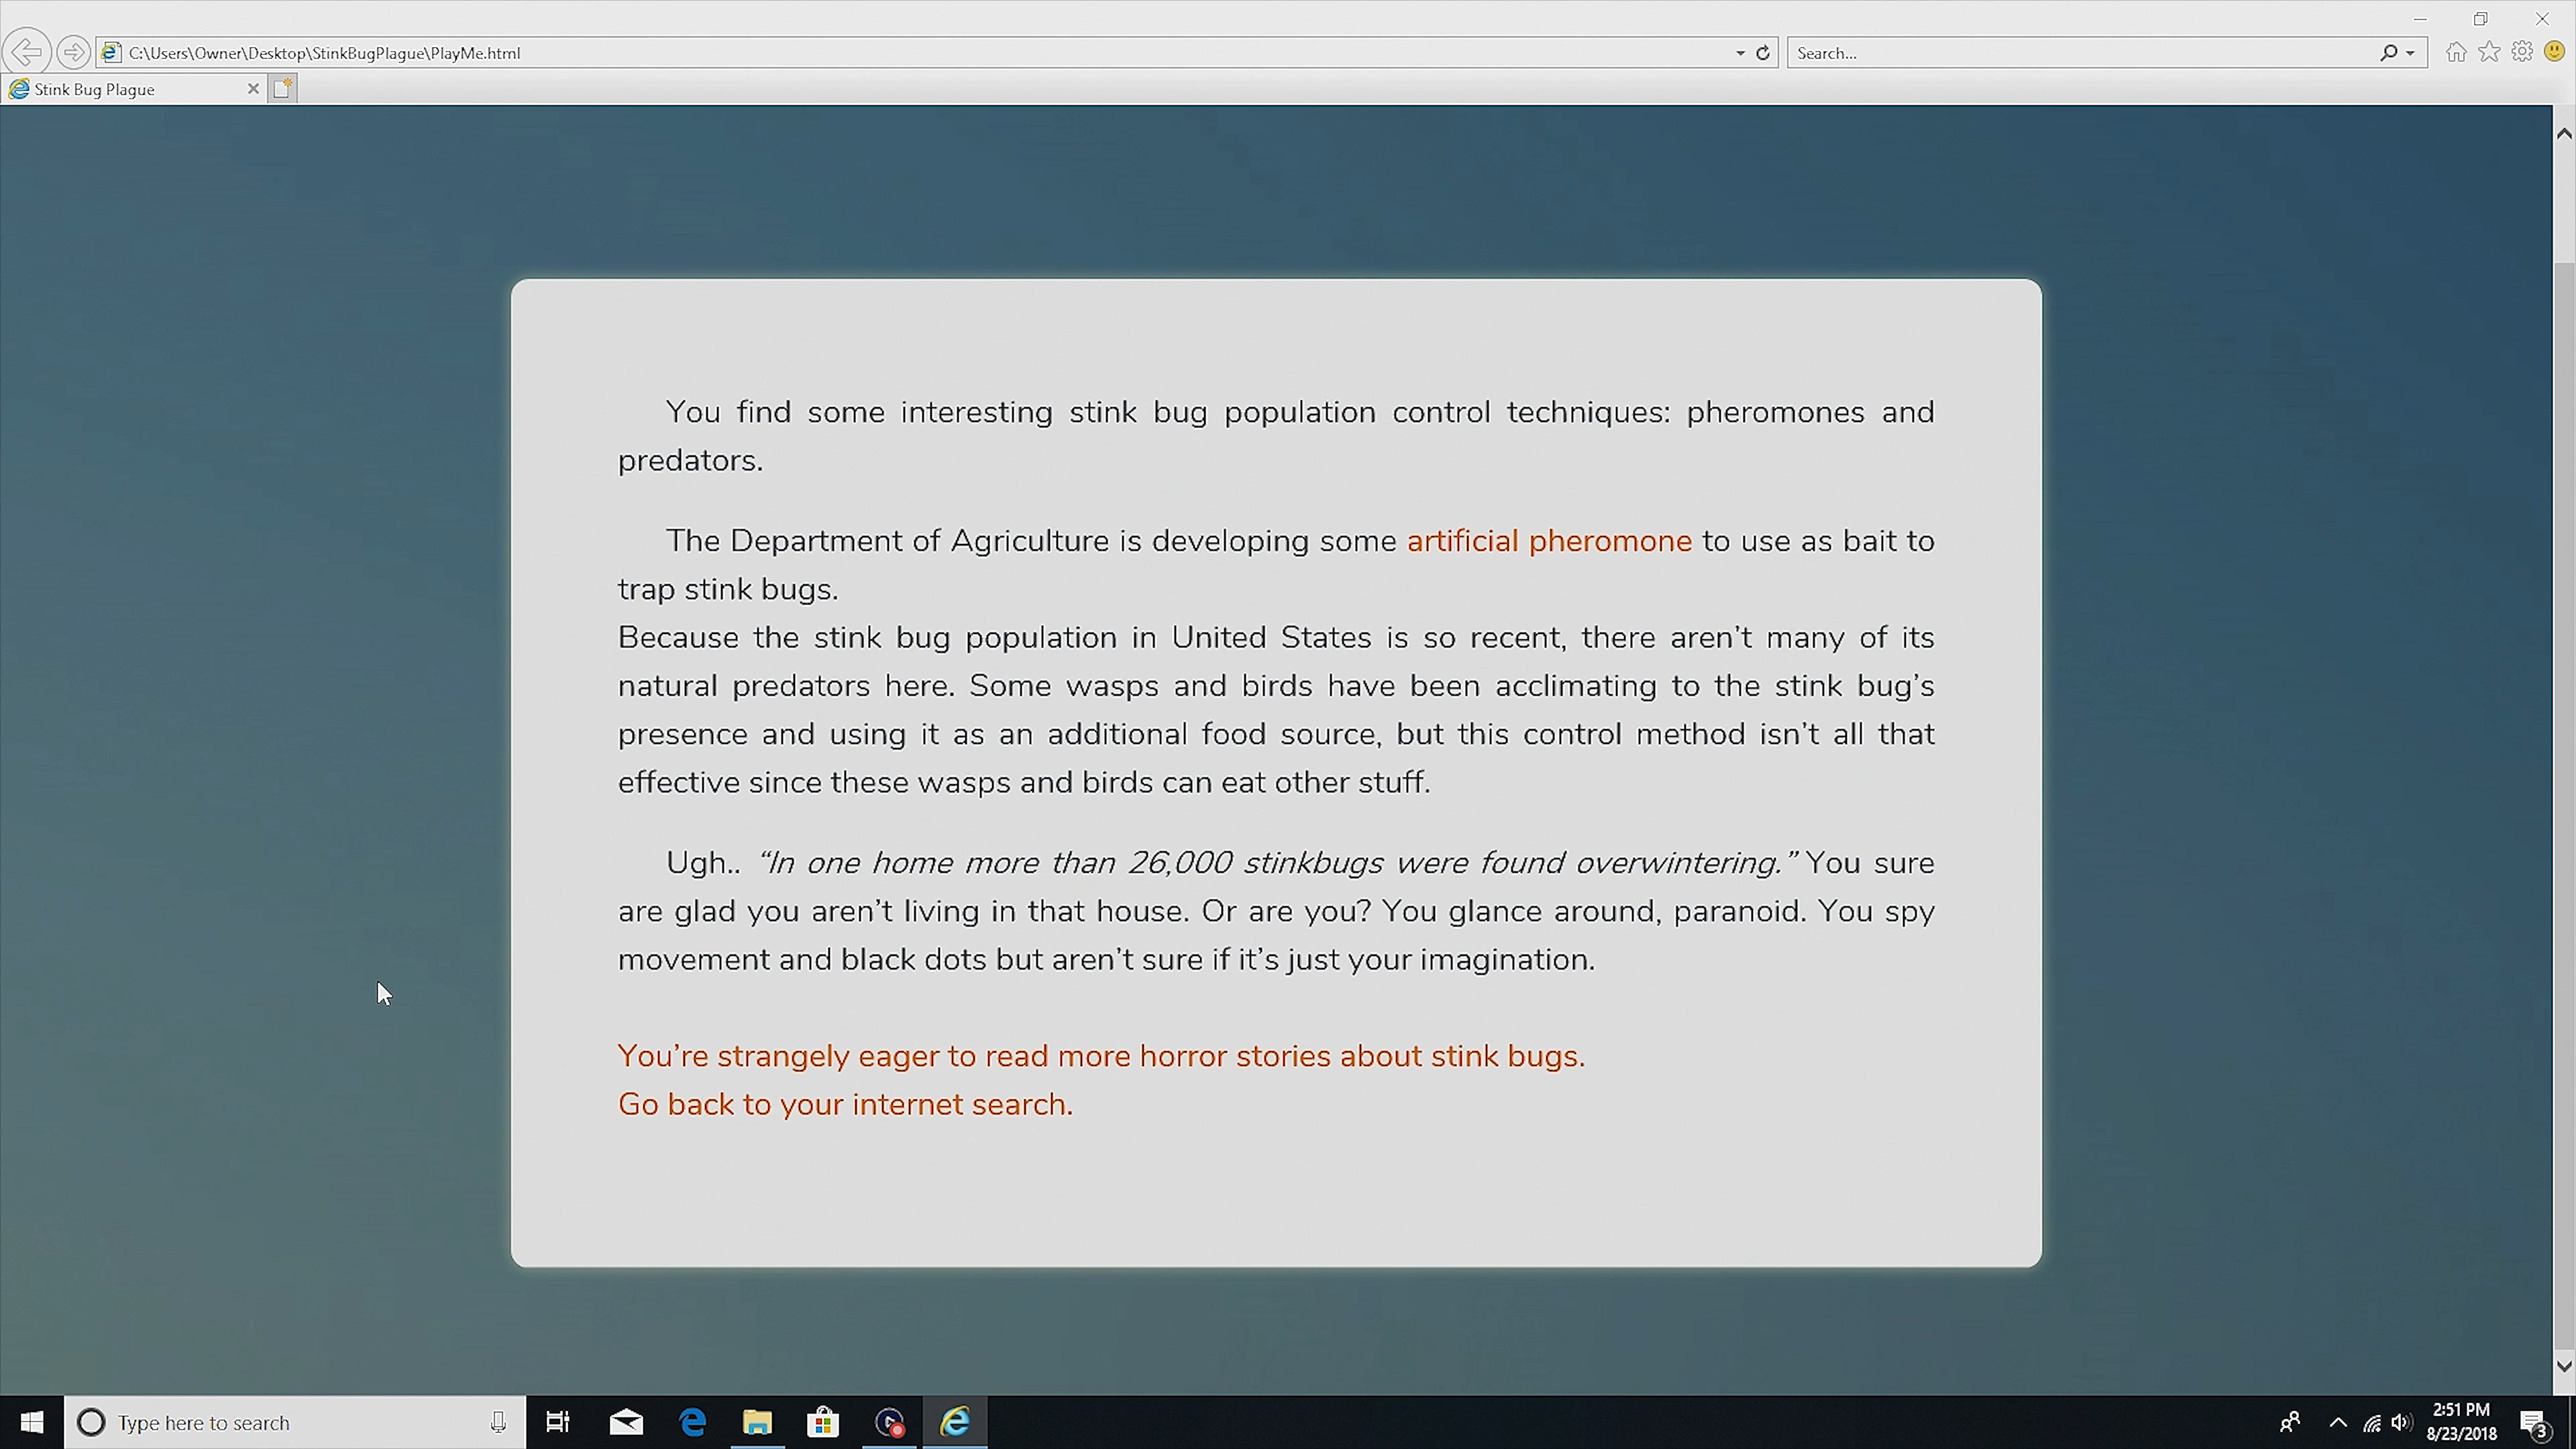 C:\Users\Owner\Desktop\StinkBugPlague\PlayMe.html
Search...
Stink Bug Plague
You find some interesting stink bug population control techniques: pheromones and
predators.
The Department of Agriculture is developing some artificial pheromone to use as bait to
trap stink bugs.
Because the stink bug population in United States is so recent, there aren't many of its
natural predators here. Some wasps and birds have been acclimating to the stink bug's
presence and using it as an additional food source, but this control method isn't all that
effective since these wasps and birds can eat other stuff.
Ugh.. “In one home more than 26,000 stinkbugs were found overwintering.” You sure
are glad you aren't living in that house. Or are you? You glance around, paranoid. You spy
movement and black dots but aren't sure if it's just your imagination.
You're strangely eager to read more horror stories about stink bugs.
Go back to your internet search.
Type here to search
2:51 PM
8/23/2018
3